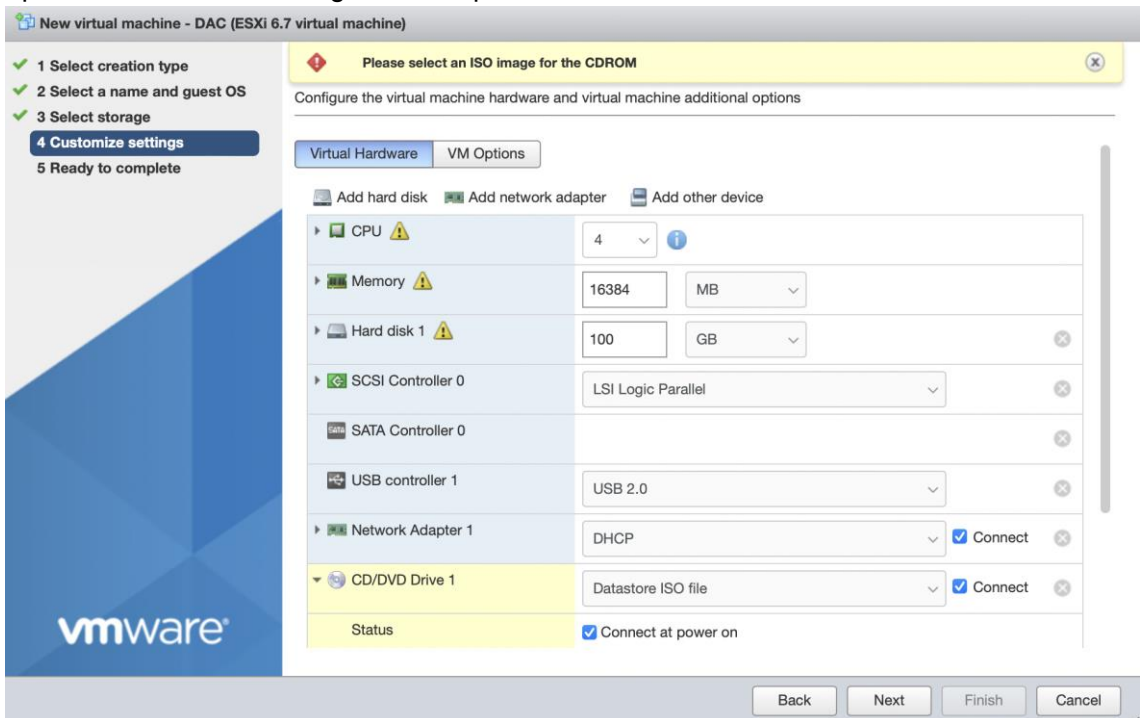 New virtual machine - DAC (ESXi 6.7 virtual machine)
1 Select creation type
2 Select a name and guest OS
3 Select storage
4 Customize settings
5 Ready to complete
Please select an ISO image for the CDROM
Configure the virtual machine hardware and virtual machine additional options
Virtual Hardware VM Options
Add hard disk Add network adapter Add other device
CPU 4
Memory 16384 MB
Hard disk 1 100 GB
SCSI Controller 0 LSI Logic Parallel
SATA SATA Controller 0
USB controller 1 USB 2.0
Network Adapter 1 DHCP Connect
CD/DVD Drive 1 Datastore ISO file Connect
Status Connect at power on
vmware®
Back Next Finish Cancel